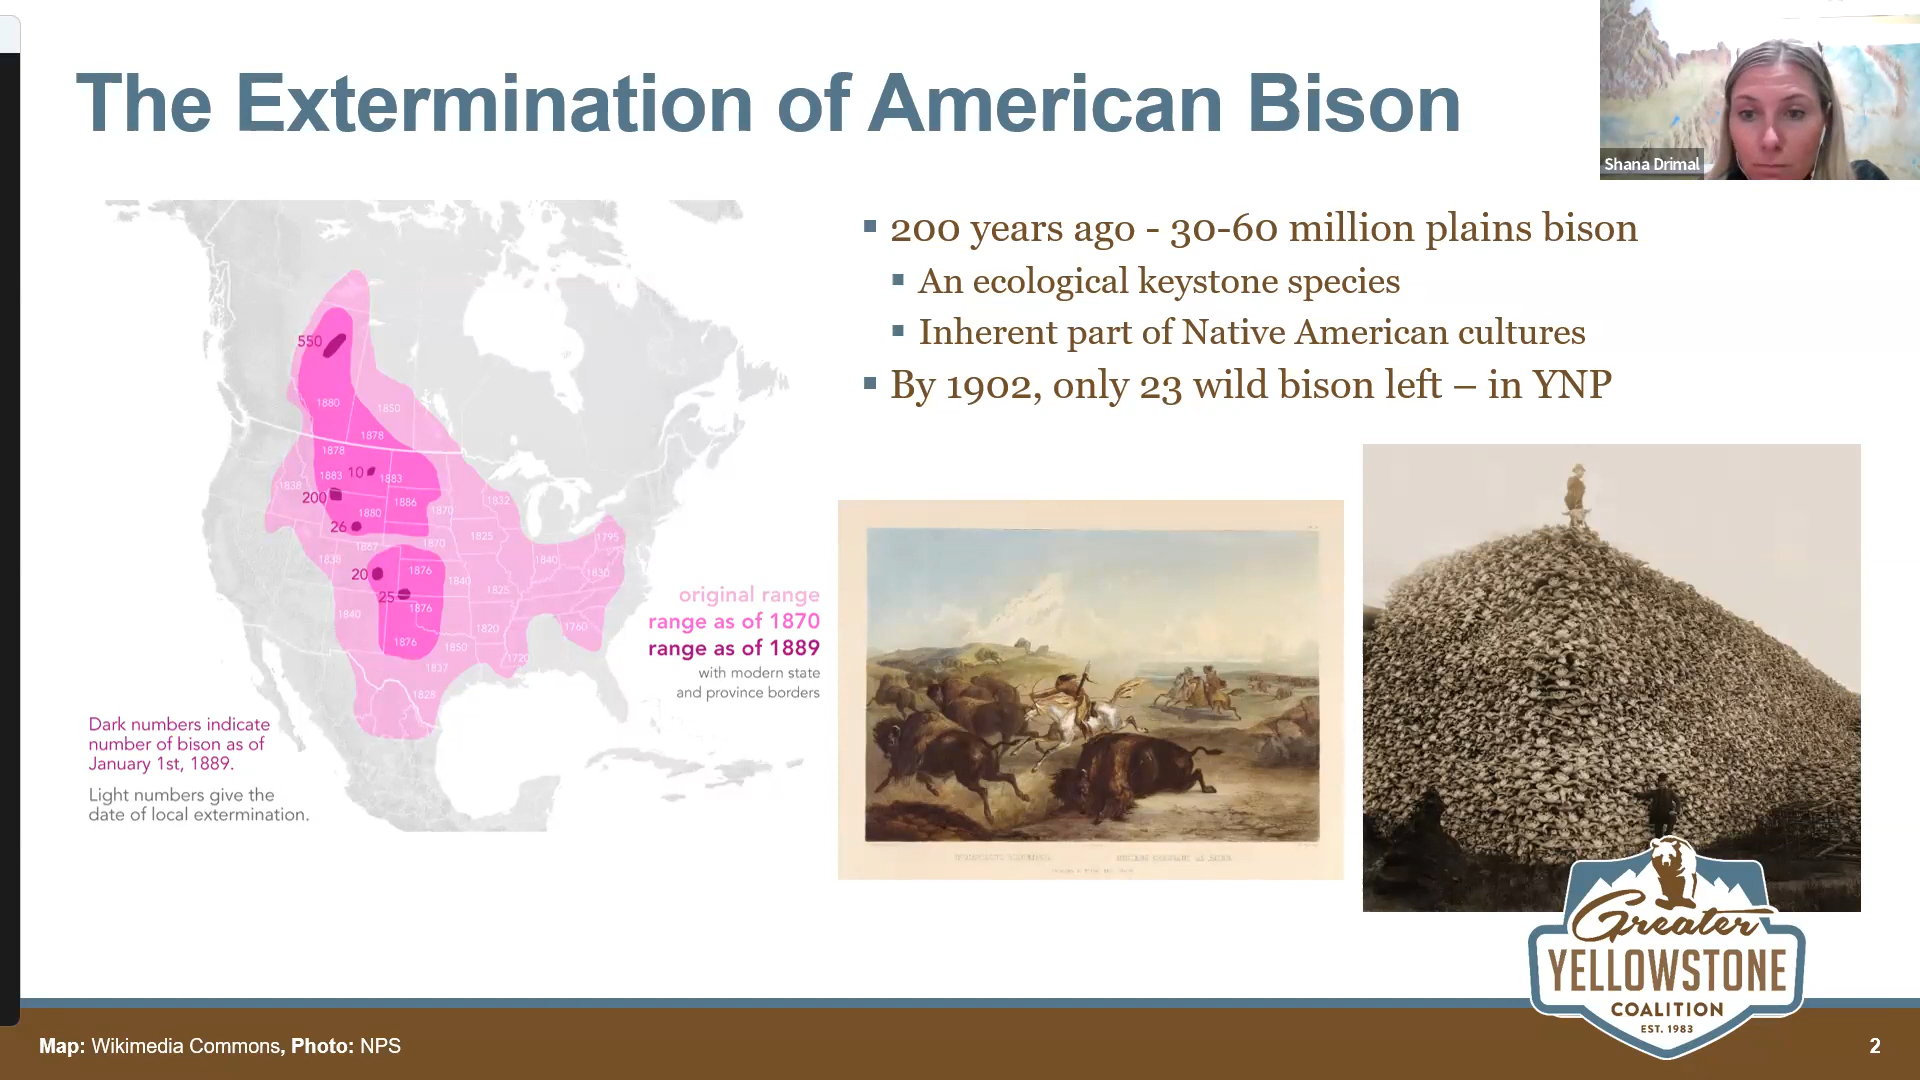 The Extermination of American Bison
Shana Drimal
200 years ago - 30-60 million plains bison
An ecological keystone species
Inherent part of Native American cultures
By 1902, only 23 wild bison left – in YNP
550
1880
1850
1878
1878
1883
10
1883
1838
200
1886
1832
1880
1870
26
1825
1795
1887
1870
1838
1840
20
1876
1830
1840
25
1825
1876
1840
1820
1760
1876
1850
1720
1837
1828
original range
range as of 1870
range as of 1889
with modern state
and province borders
Dark numbers indicate
number of bison as of
January 1st, 1889.
Light numbers give the
date of local extermination.
Greater
YELLOWSTONE
COALITION
EST. 1983
Map: Wikimedia Commons, Photo: NPS
2